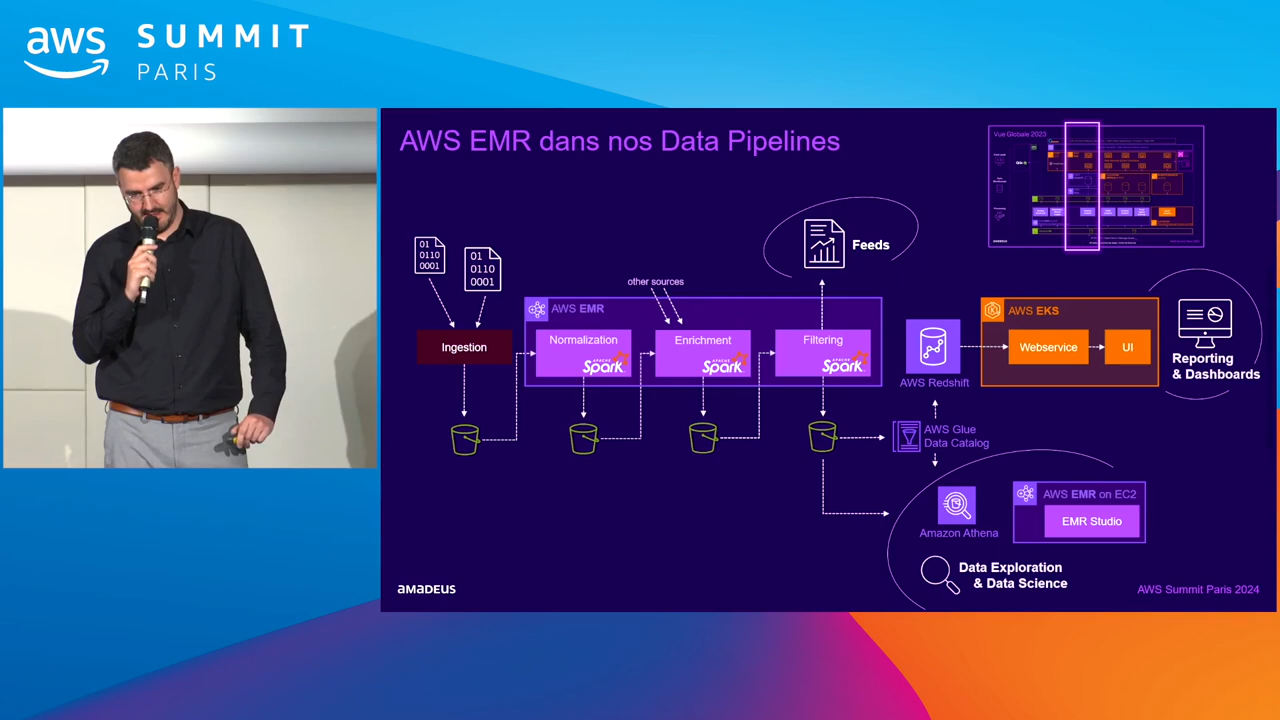 aws SUMMIT
PARIS
AWS EMR dans nos Data Pipelines
Vue Globale 2023
01
0110
0001
01
0110
0001
Feeds
other sources
AWS EMR
AWS EKS
Ingestion
Normalization
APACHE
Spark
Enrichment
APACHE
Spark
Filtering
APACHE
Spark
Webservice
UI
Reporting
& Dashboards
AWS Redshift
AWS Glue
Data Catalog
AWS EMR on EC2
EMR Studio
Amazon Athena
Data Exploration
& Data Science
AMADEUS
AWS Summit Paris 2024